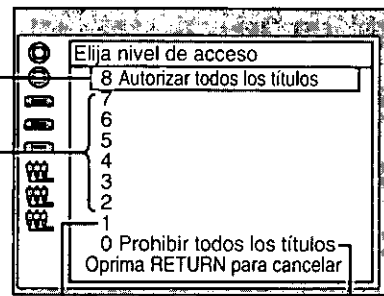 Elija nivel de acceso
8 Autorizar todos los títulos
7
6
5
4
3
2
1
0 Prohibir todos los títulos
Oprima RETURN para cancelar